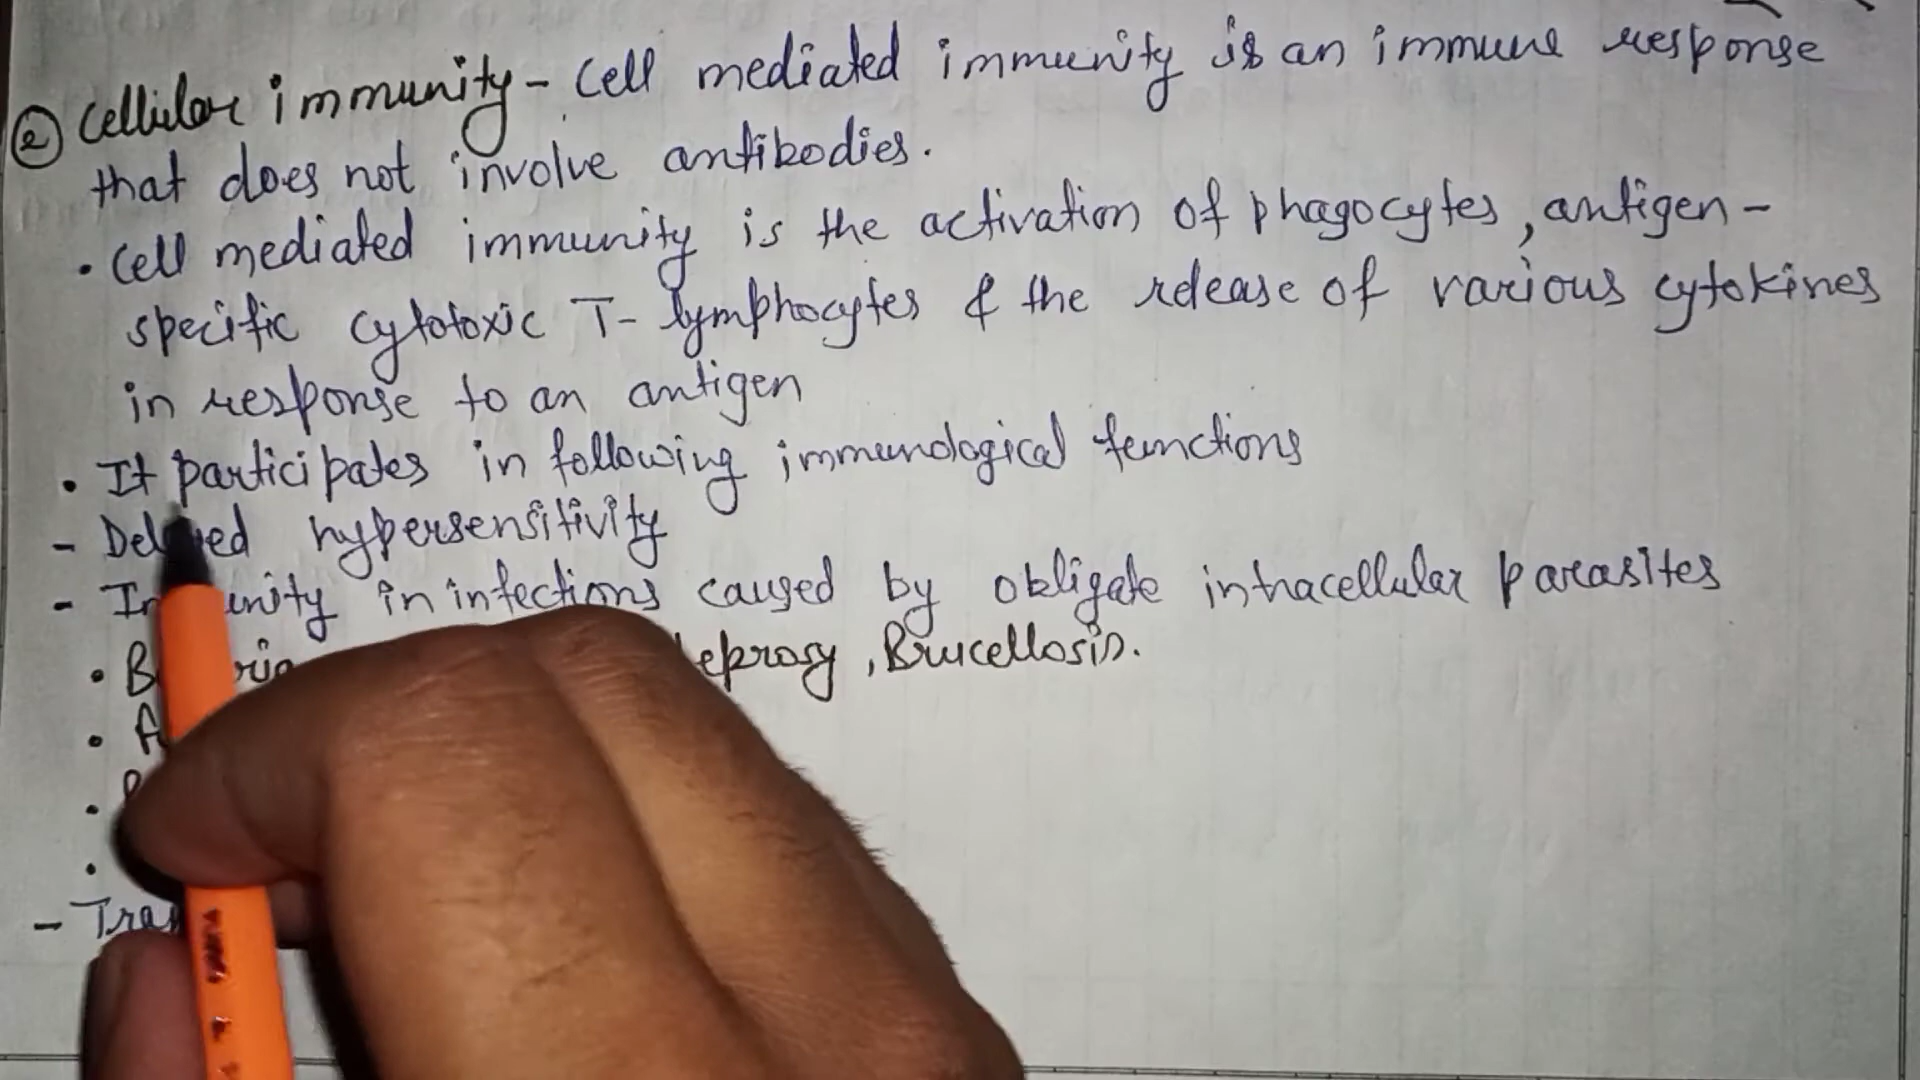 ② Cellular immunity - Cell mediated immunity is an immune response
that does not involve antibodies.
• Cell mediated immunity is the activation of phagocytes, antigen-
specific cytotoxic T- lymphocytes & the release of various cytokines
in response to an antigen
• It participates in following immunological functions
- Delayed hypersensitivity
- Immunity in infections caused by obligate intracellular parasites
• Brucellosis.